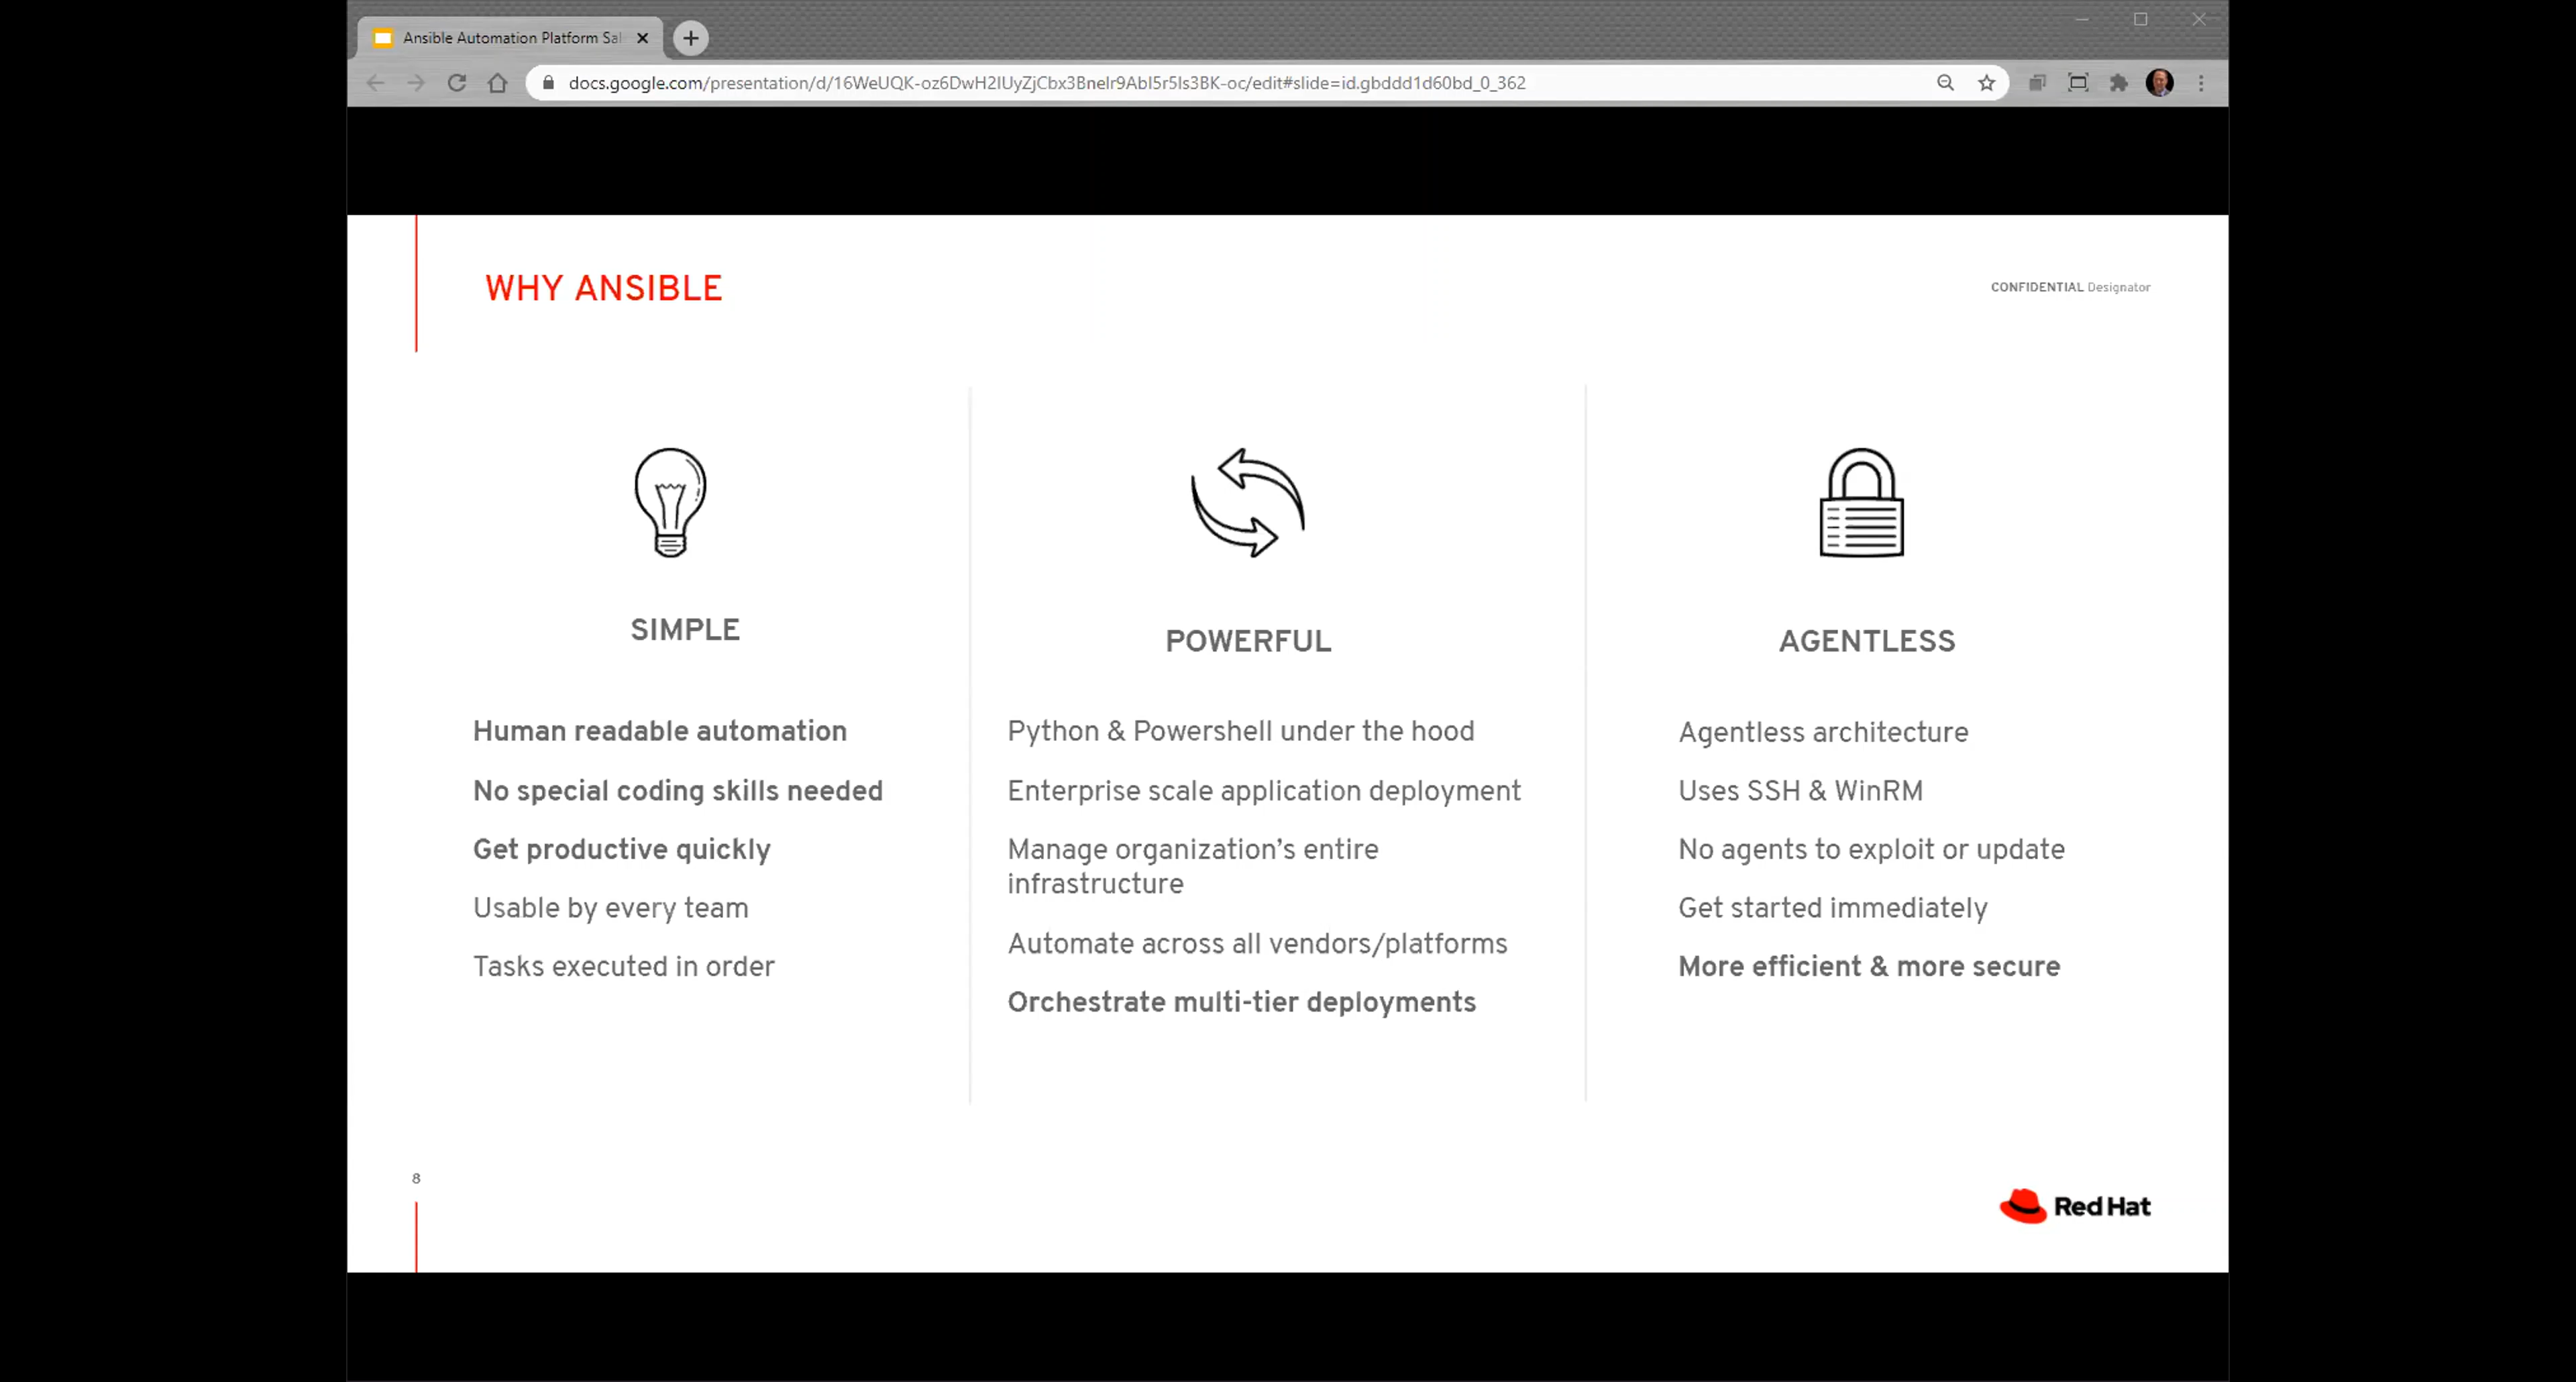 Ansible Automation Platform Sal
docs.google.com/presentation/d/16WeUQK-oz6DwH2IUyZjCbx3Bnelr9AbI5r5Is3BK-oc/edit#slide=id.gbddd1d60bd_0_362
WHY ANSIBLE
CONFIDENTIAL Designator
SIMPLE
Human readable automation
No special coding skills needed
Get productive quickly
Usable by every team
Tasks executed in order
POWERFUL
Python & Powershell under the hood
Enterprise scale application deployment
Manage organization's entire
infrastructure
Automate across all vendors/platforms
Orchestrate multi-tier deployments
AGENTLESS
Agentless architecture
Uses SSH & WinRM
No agents to exploit or update
Get started immediately
More efficient & more secure
8
Red Hat